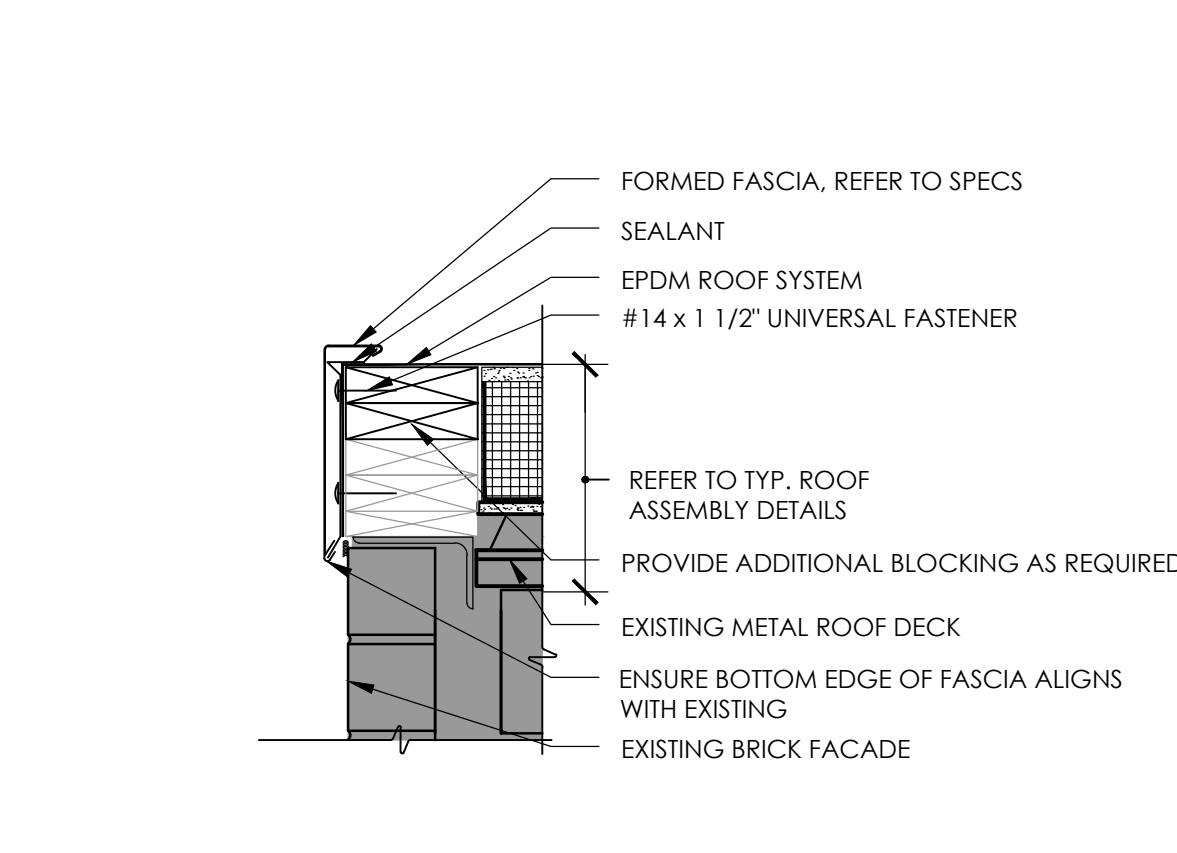 FORMED FASCIA, REFER TO SPECS
SEALANT
EPDM ROOF SYSTEM
#14 x 1 1/2" UNIVERSAL FASTENER
REFER TO TYP. ROOF
ASSEMBLY DETAILS
PROVIDE ADDITIONAL BLOCKING AS REQUIRED
EXISTING METAL ROOF DECK
ENSURE BOTTOM EDGE OF FASCIA ALIGNS
WITH EXISTING
EXISTING BRICK FACADE